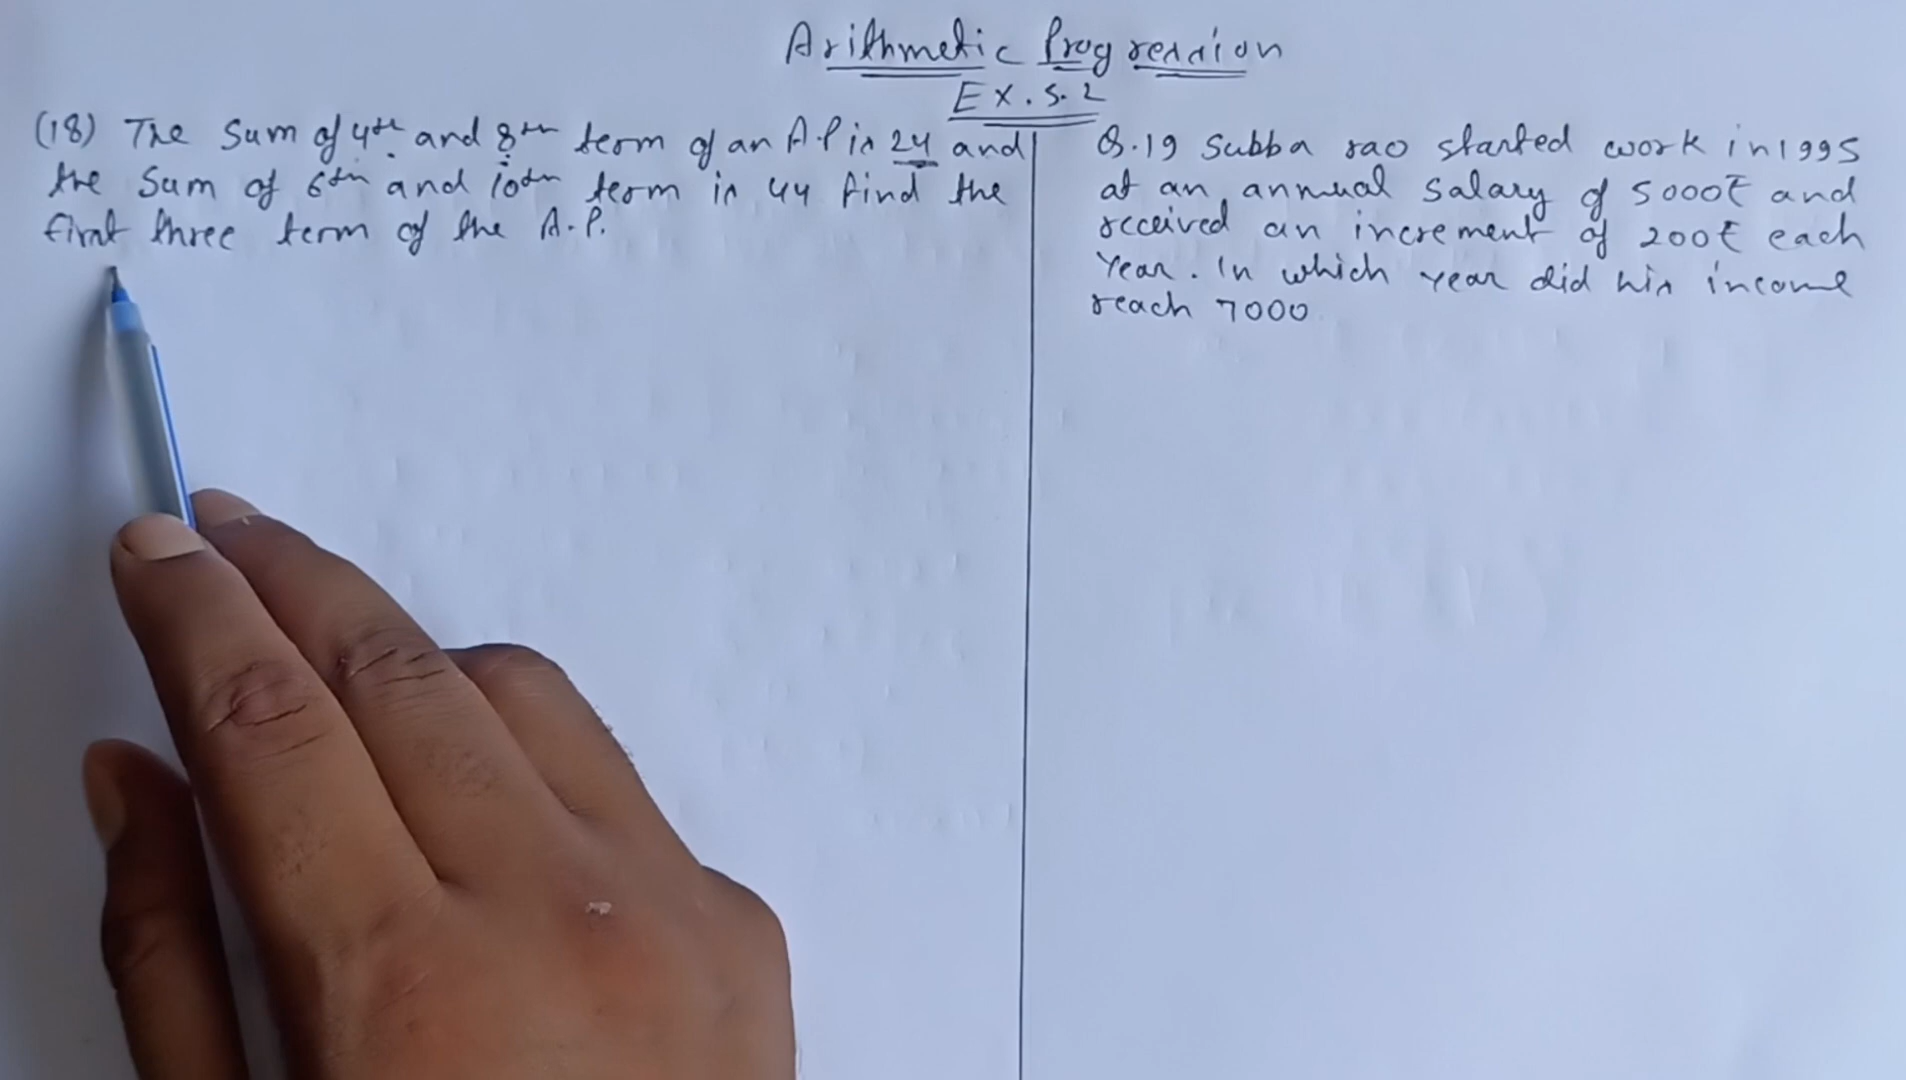 Arithmetic Progression
Ex. 5.2
(18) The Sum of 4th and 8th term of an A.P is 24 and
the Sum of 6th and 10th term is 44 find the
first three term of the A.P.
Q.19 Subba rao started work in 1995
at an annual salary of 5000₹ and
received an increment of 200₹ each
Year. In which year did his income
reach 7000